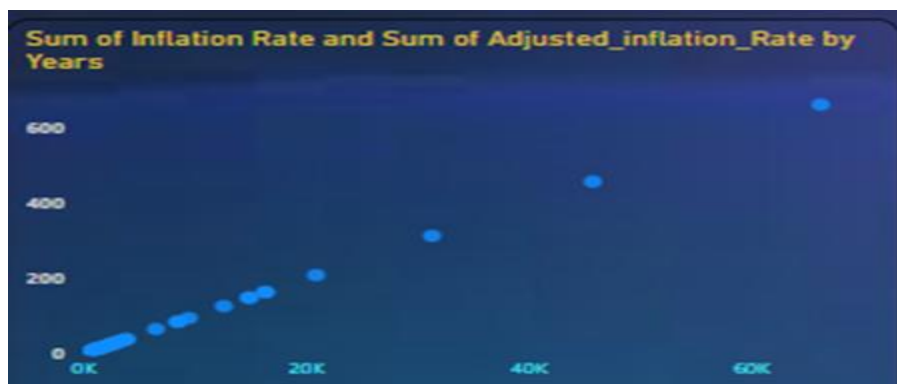 Sum of Inflation Rate and Sum of Adjusted_inflation_Rate by
Years
600
400
200
0
0K 20K 40K 60K